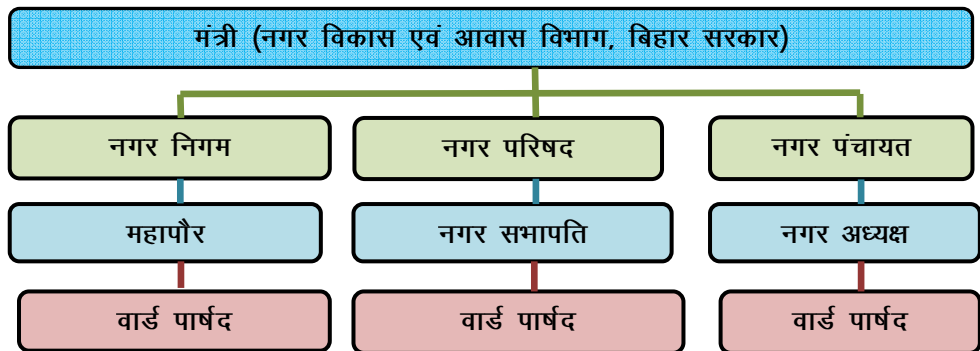 मंत्री (नगर विकास एवं आवास विभाग, बिहार सरकार)
नगर निगम
नगर परिषद
नगर पंचायत
महापौर
नगर सभापति
नगर अध्यक्ष
वार्ड पार्षद
वार्ड पार्षद
वार्ड पार्षद